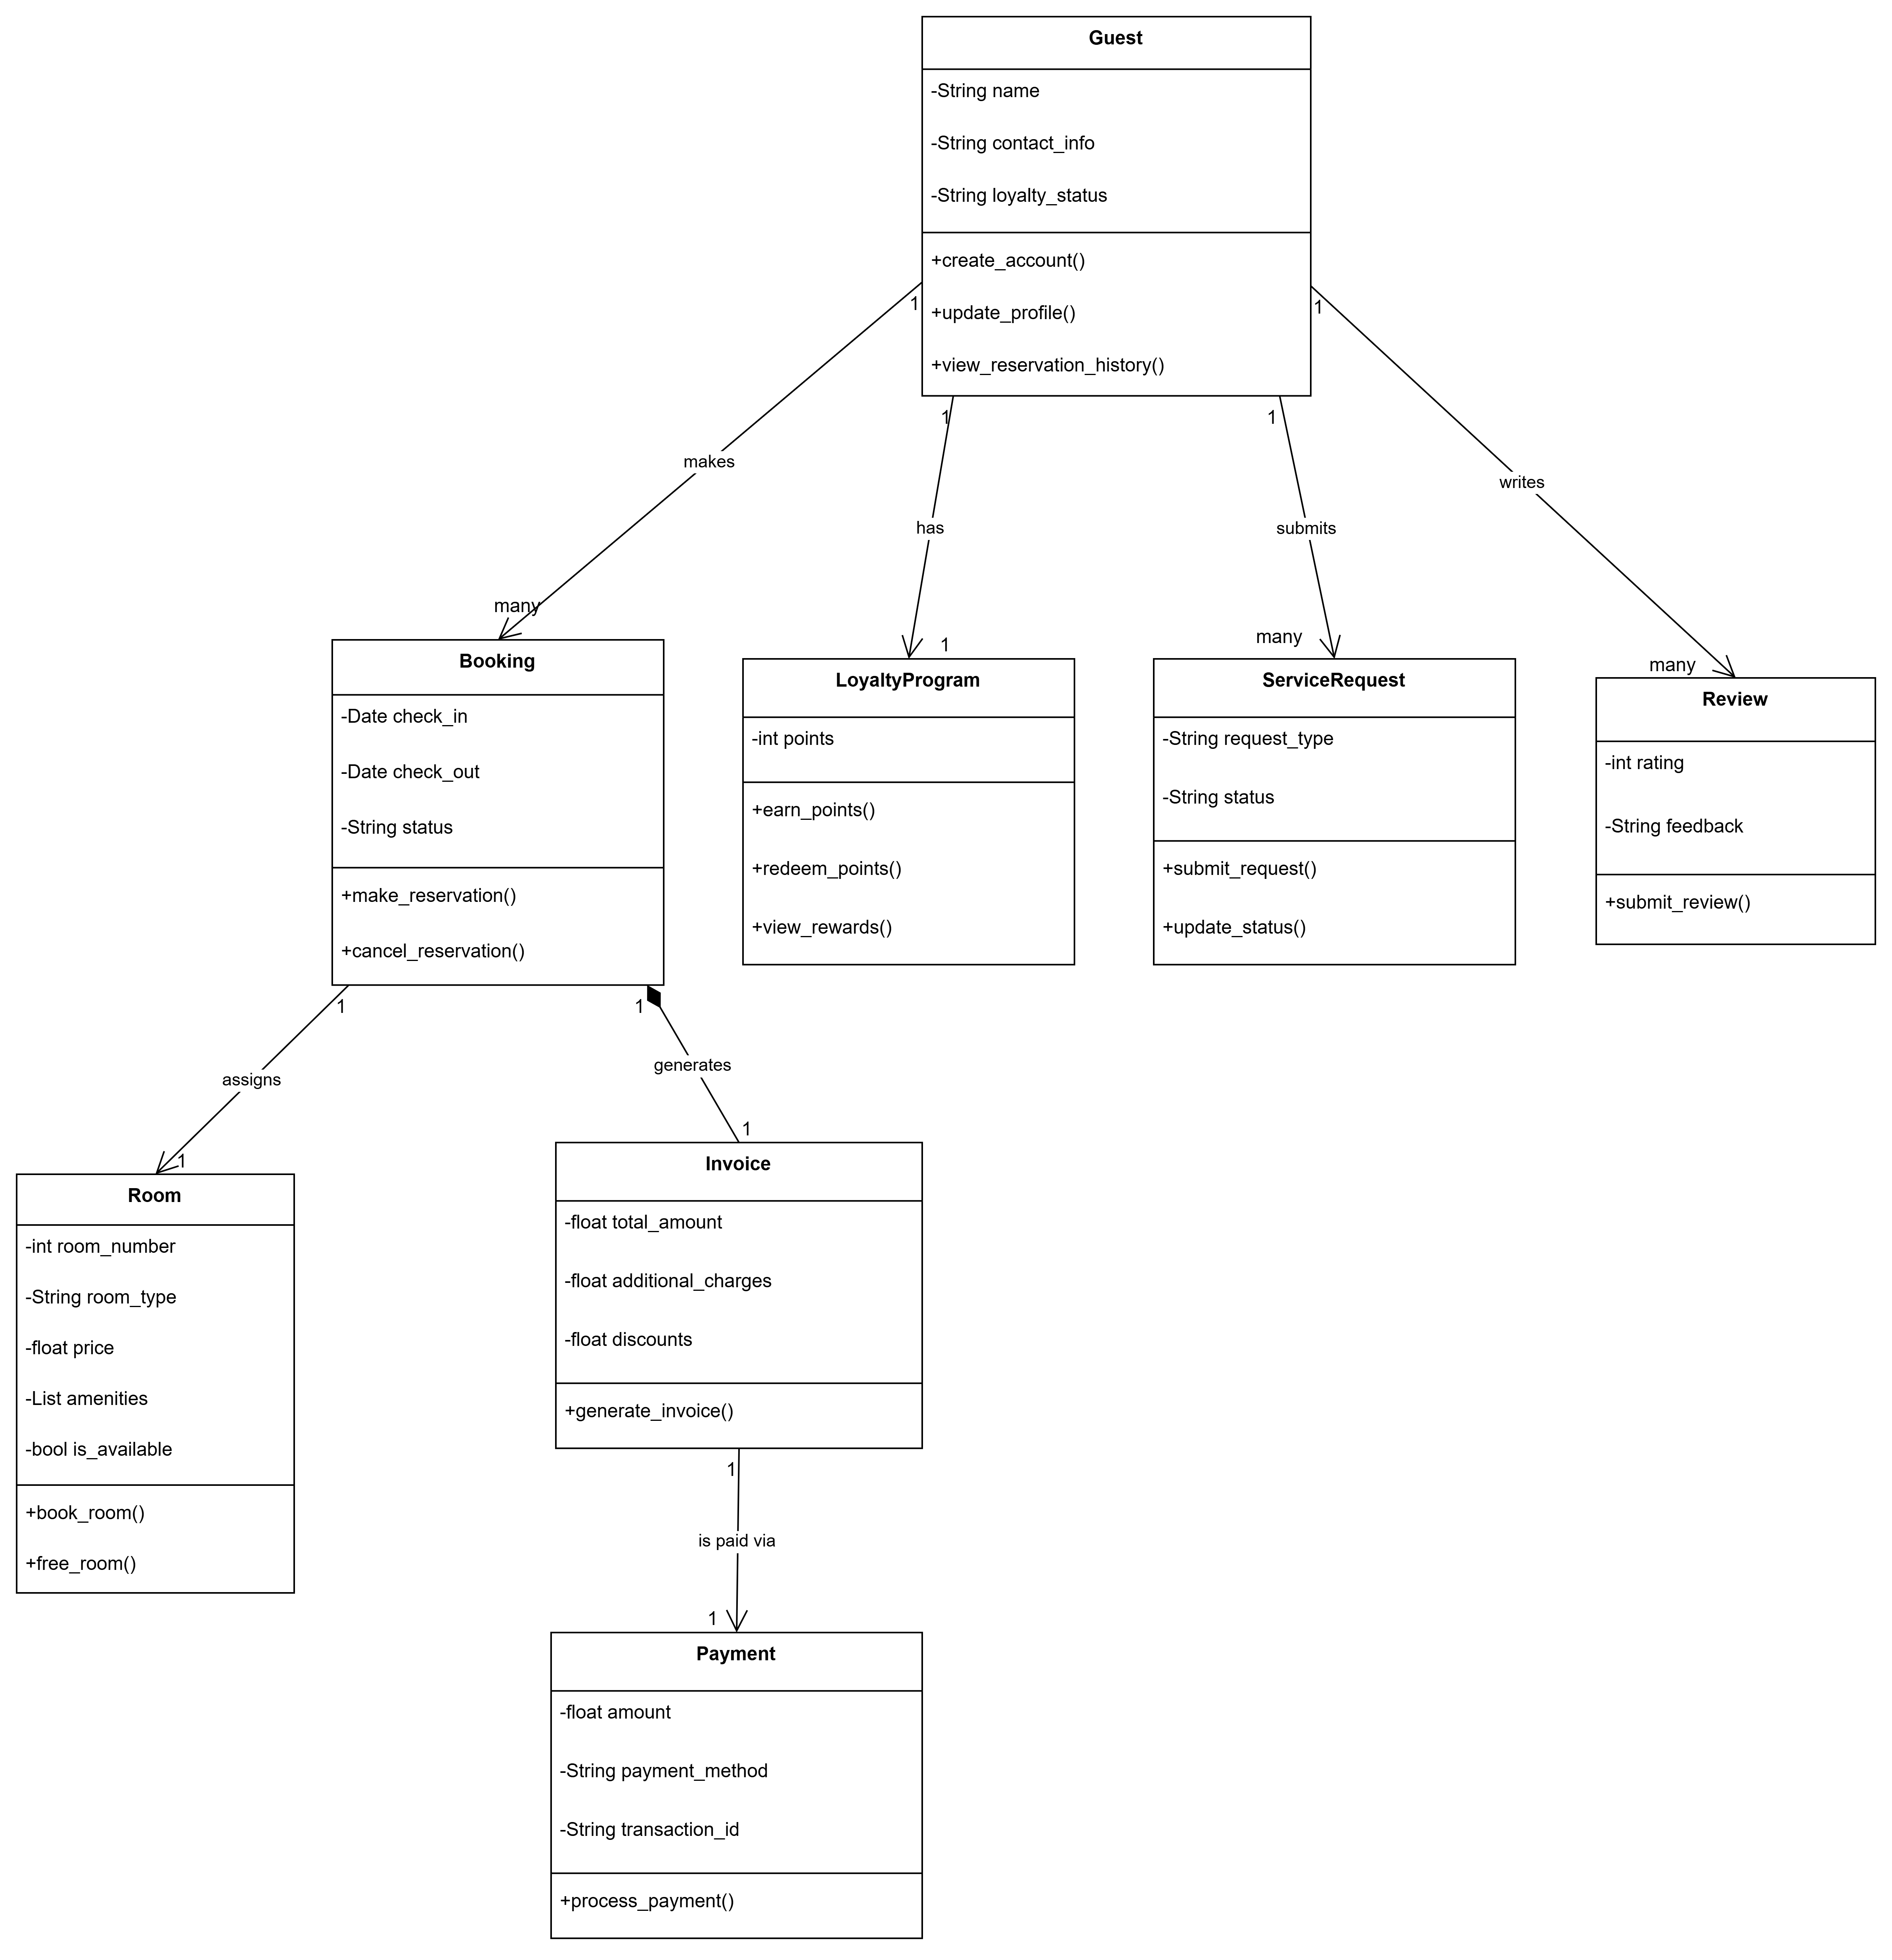 Guest
-String name
-String contact_info
-String loyalty_status
+create_account()
+update_profile()
+view_reservation_history()
1
1
1
1
makes
has
submits
writes
many
1
many
many
Booking
-Date check_in
-Date check_out
-String status
+make_reservation()
+cancel_reservation()
LoyaltyProgram
-int points
+earn_points()
+redeem_points()
+view_rewards()
ServiceRequest
-String request_type
-String status
+submit_request()
+update_status()
Review
-int rating
-String feedback
+submit_review()
1
1
assigns
generates
1
1
Room
-int room_number
-String room_type
-float price
-List amenities
-bool is_available
+book_room()
+free_room()
Invoice
-float total_amount
-float additional_charges
-float discounts
+generate_invoice()
1
is paid via
1
Payment
-float amount
-String payment_method
-String transaction_id
+process_payment()